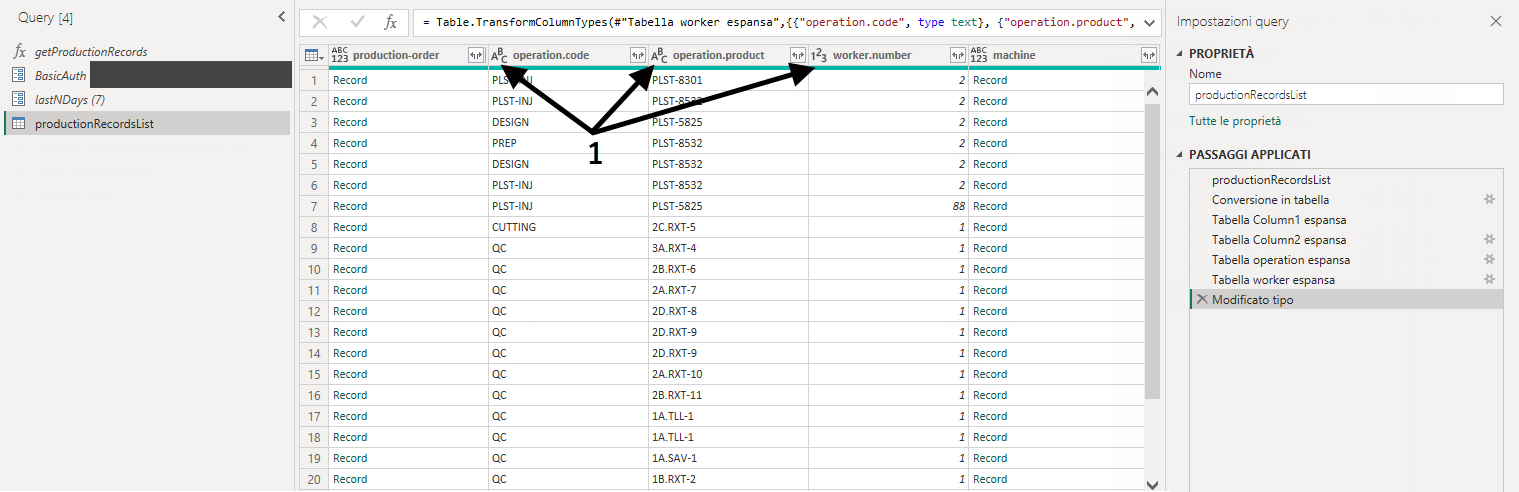 Query [4]
fx getProductionRecords
BasicAuth
lastNDays (7)
productionRecordsList
fx = Table.TransformColumnTypes(#"Tabella worker espansa",{{"operation.code", type text}, {"operation.product",
ABC 123 production-order ABC operation.code ABC operation.product 123 worker.number ABC 123 machine
1 Record PLST-INJ PLST-8301 2 Record
2 Record PLST-INJ PLST-8532 2 Record
3 Record DESIGN PLST-5825 2 Record
4 Record PREP PLST-8532 2 Record
5 Record DESIGN PLST-8532 2 Record
6 Record PLST-INJ PLST-8532 2 Record
7 Record PLST-INJ PLST-5825 88 Record
8 Record CUTTING 2C.RXT-5 1 Record
9 Record QC 3A.RXT-4 1 Record
10 Record QC 2B.RXT-6 1 Record
11 Record QC 2A.RXT-7 1 Record
12 Record QC 2D.RXT-8 1 Record
13 Record QC 2D.RXT-9 1 Record
14 Record QC 2D.RXT-9 1 Record
15 Record QC 2A.RXT-10 1 Record
16 Record QC 2B.RXT-11 1 Record
17 Record QC 1A.TLL-1 1 Record
18 Record QC 1A.TLL-1 1 Record
19 Record QC 1A.SAV-1 1 Record
20 Record QC 1B.RXT-2 1 Record
1
Impostazioni query
PROPRIETÀ
Nome
productionRecordsList
Tutte le proprietà
PASSAGGI APPLICATI
productionRecordsList
Conversione in tabella
Tabella Column1 espansa
Tabella Column2 espansa
Tabella operation espansa
Tabella worker espansa
Modificato tipo